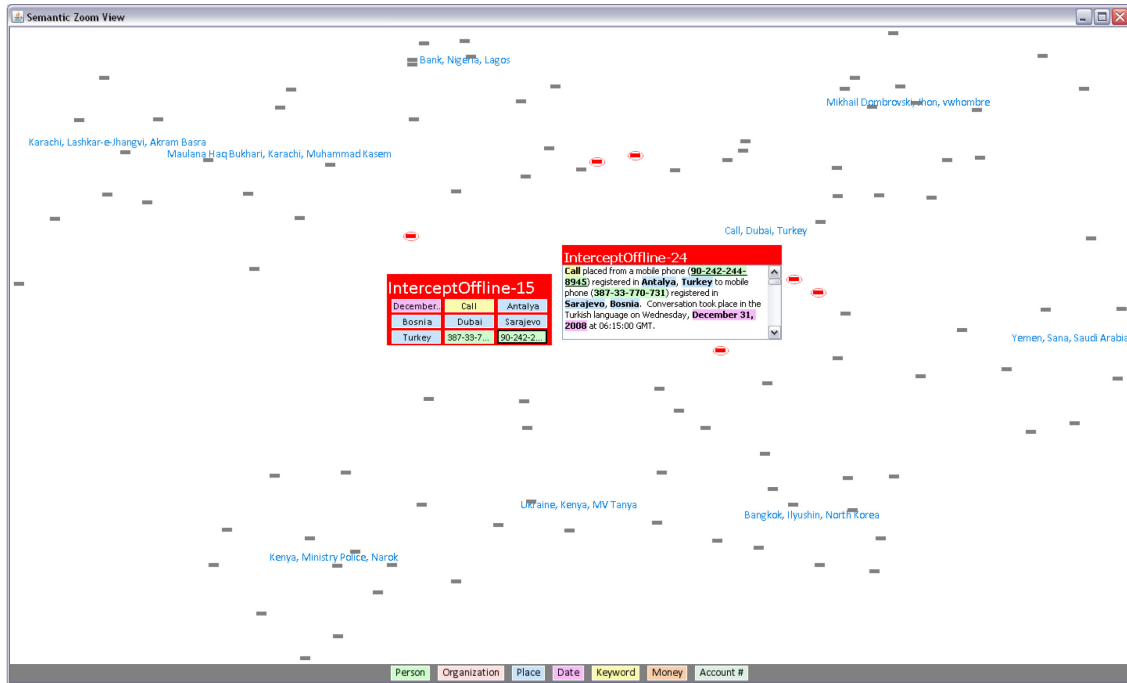 Semantic Zoom View
Bank, Nigeria, Lagos
Mikhail Dombrovski, Jhon, vwhombre
Karachi, Lashkar-e-Jhangvi, Akram Basra
Maulana Haq Bukhari, Karachi, Muhammad Kasem
Call, Dubai, Turkey
InterceptOffline-24
Call placed from a mobile phone (90-242-244-
8945) registered in Antalya, Turkey to mobile
phone (387-33-770-731) registered in
Sarajevo, Bosnia. Conversation took place in the
Turkish language on Wednesday, December 31,
2008 at 06:15:00 GMT.
InterceptOffline-15
December.. Call Antalya
Bosnia Dubai Sarajevo
Turkey 387-33-7... 90-242-2...
Yemen, Sana, Saudi Arabia
Ukraine, Kenya, MV Tanya
Bangkok, Ilyushin, North Korea
Kenya, Ministry Police, Narok
Person Organization Place Date Keyword Money Account #